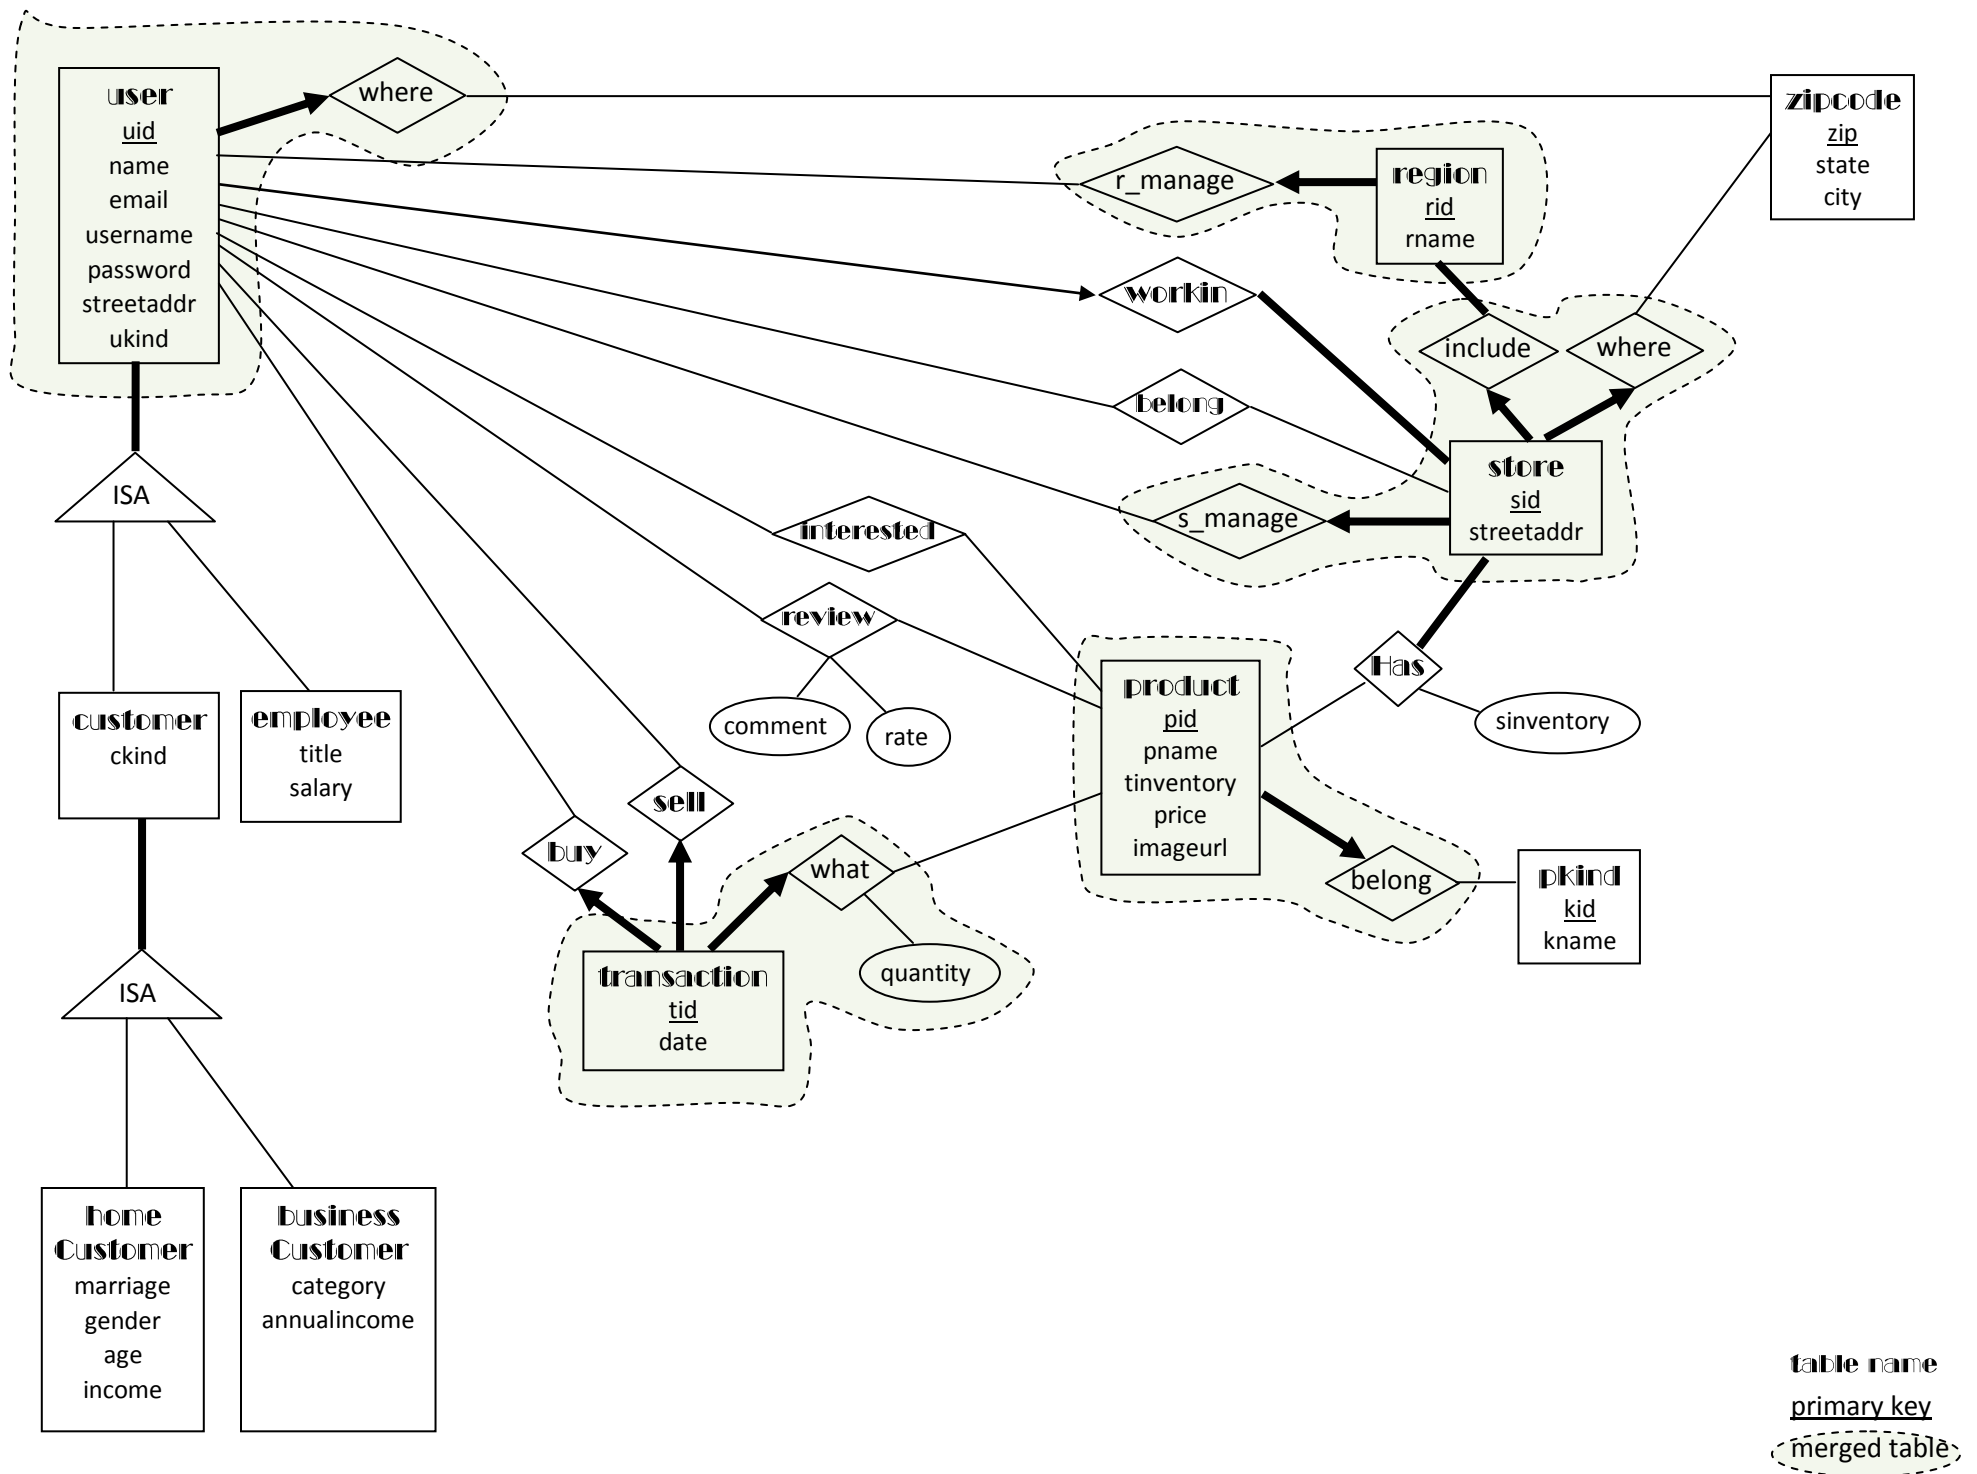 user
uid
name
email
username
password
streetaddr
ukind
where
zipcode
zip
state
city
r_manage
region
rid
rname
workin
include
where
belong
store
sid
streetaddr
s_manage
ISA
interested
review
comment
rate
Has
sinventory
customer
ckind
employee
title
salary
product
pid
pname
tinventory
price
imageurl
sell
buy
what
belong
pkind
kid
kname
quantity
transaction
tid
date
ISA
home
Customer
marriage
gender
age
income
business
Customer
category
annualincome
table name
primary key
merged table